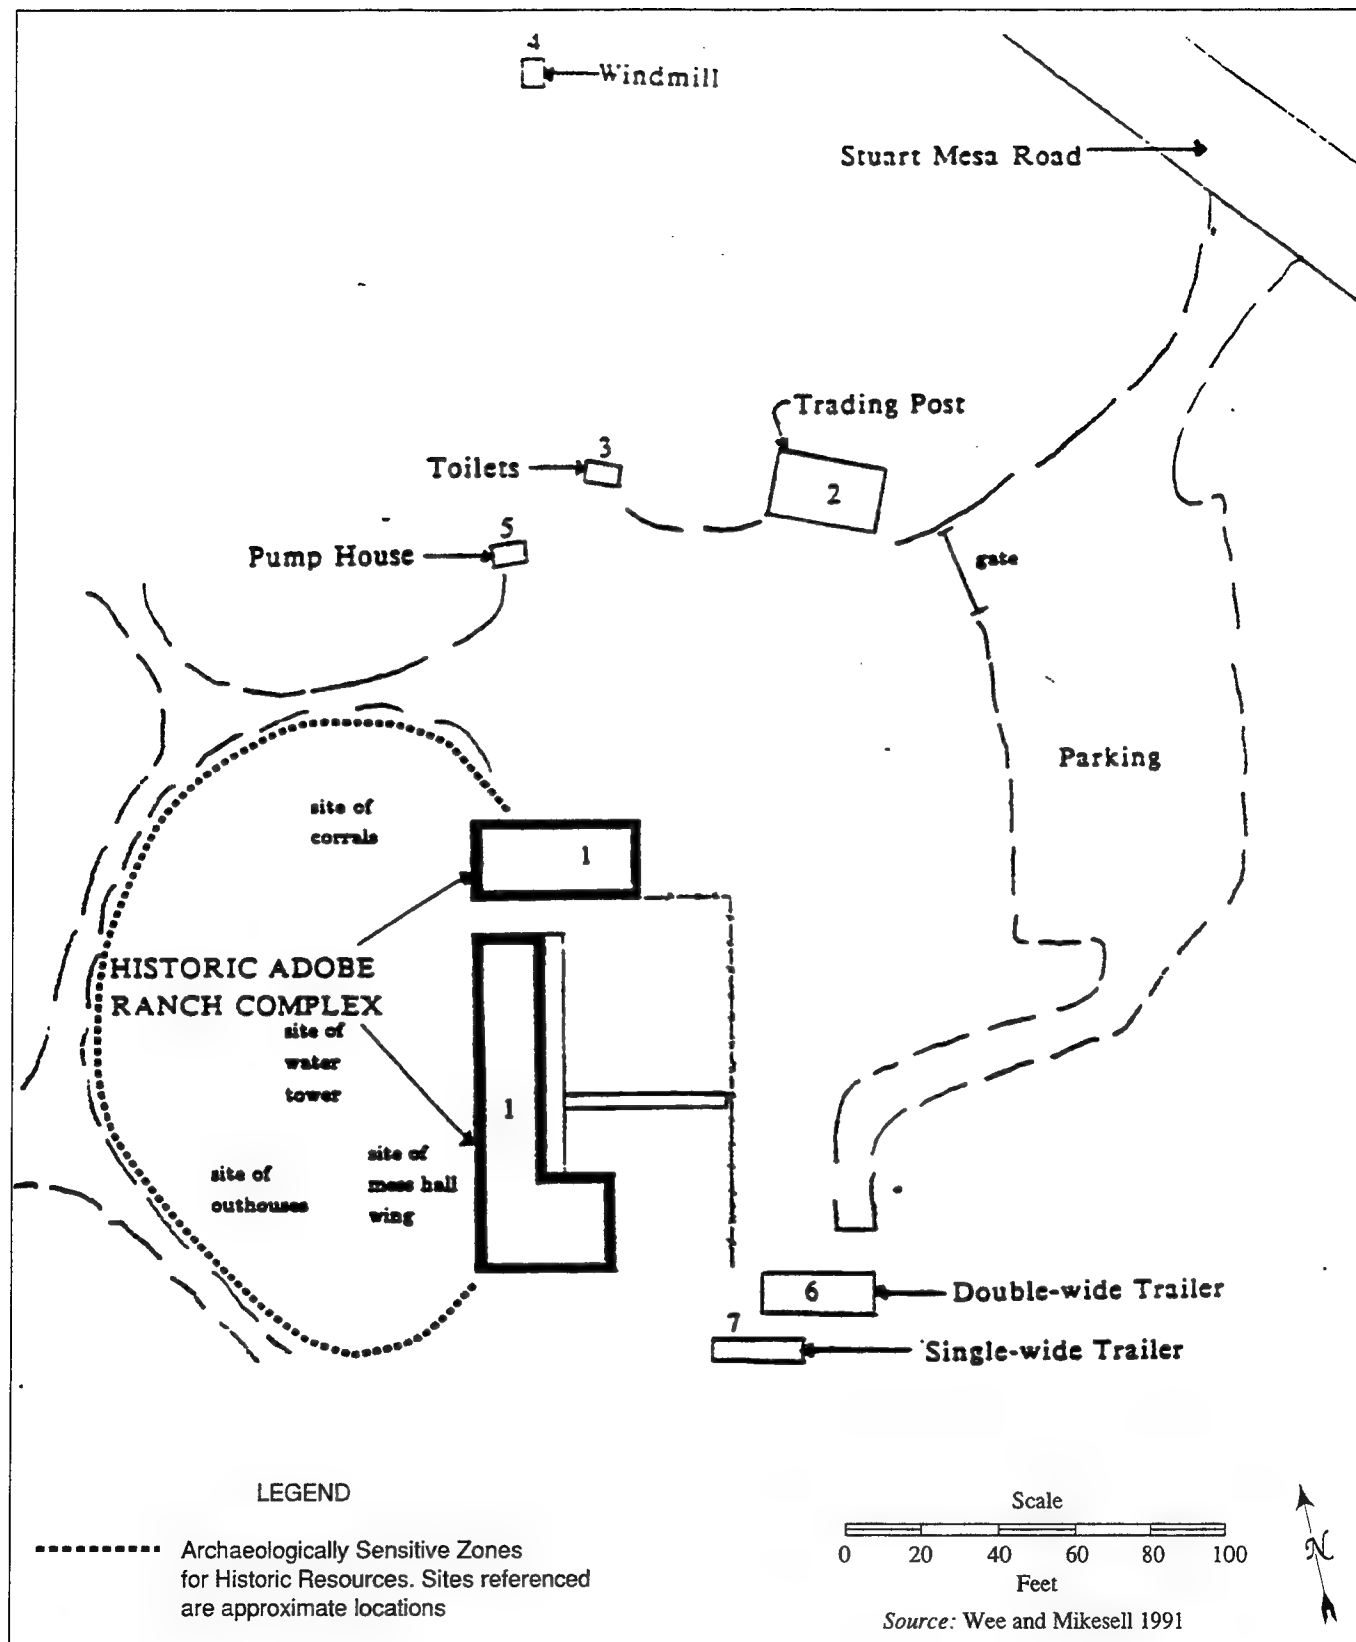 4
Windmill
Stuart Mesa Road
Trading Post
3
Toilets
2
5
Pump House
gate
Parking
site of
corrals
1
HISTORIC ADOBE
RANCH COMPLEX
site of
water
tower
1
site of
mess hall
wing
site of
outhouses
6
Double-wide Trailer
7
Single-wide Trailer
LEGEND
Archaeologically Sensitive Zones
for Historic Resources. Sites referenced
are approximate locations
Scale
0 20 40 60 80 100
Feet
N
Source: Wee and Mikesell 1991